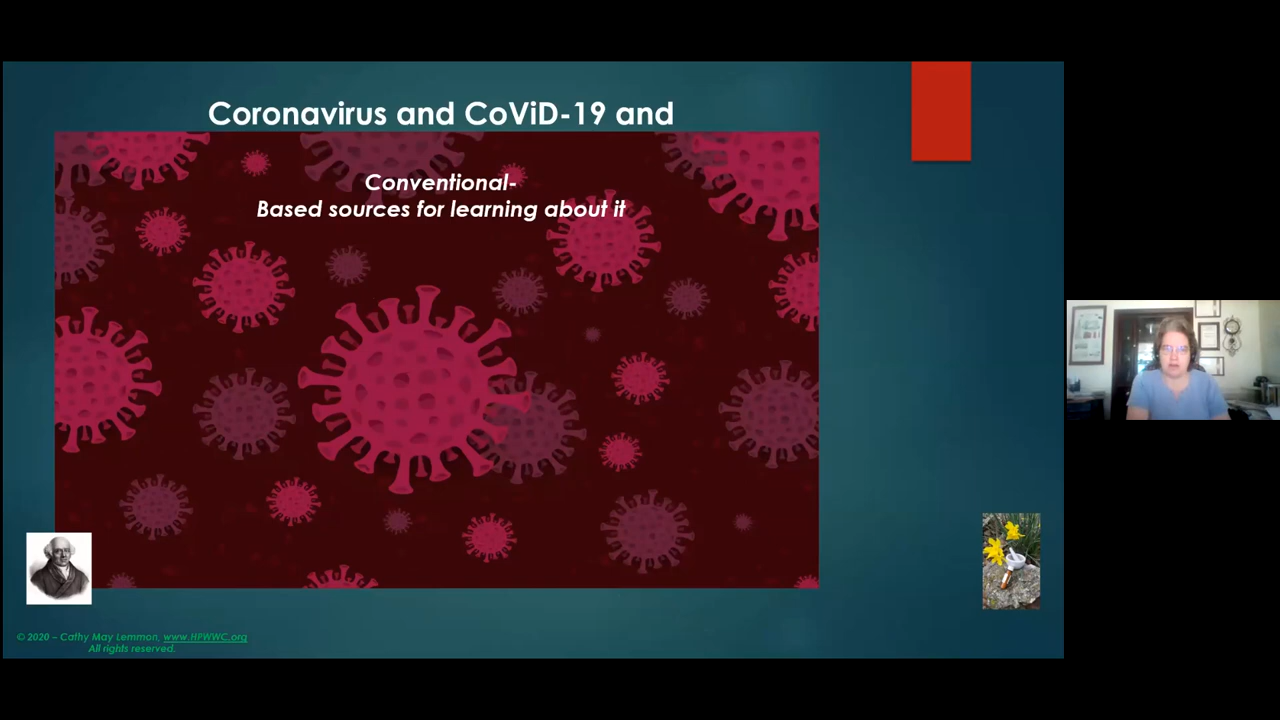 Coronavirus and CoViD-19 and
Conventional-
Based sources for learning about it
© 2020 – Cathy May Lemmon, www.HPWWC.org
All rights reserved.